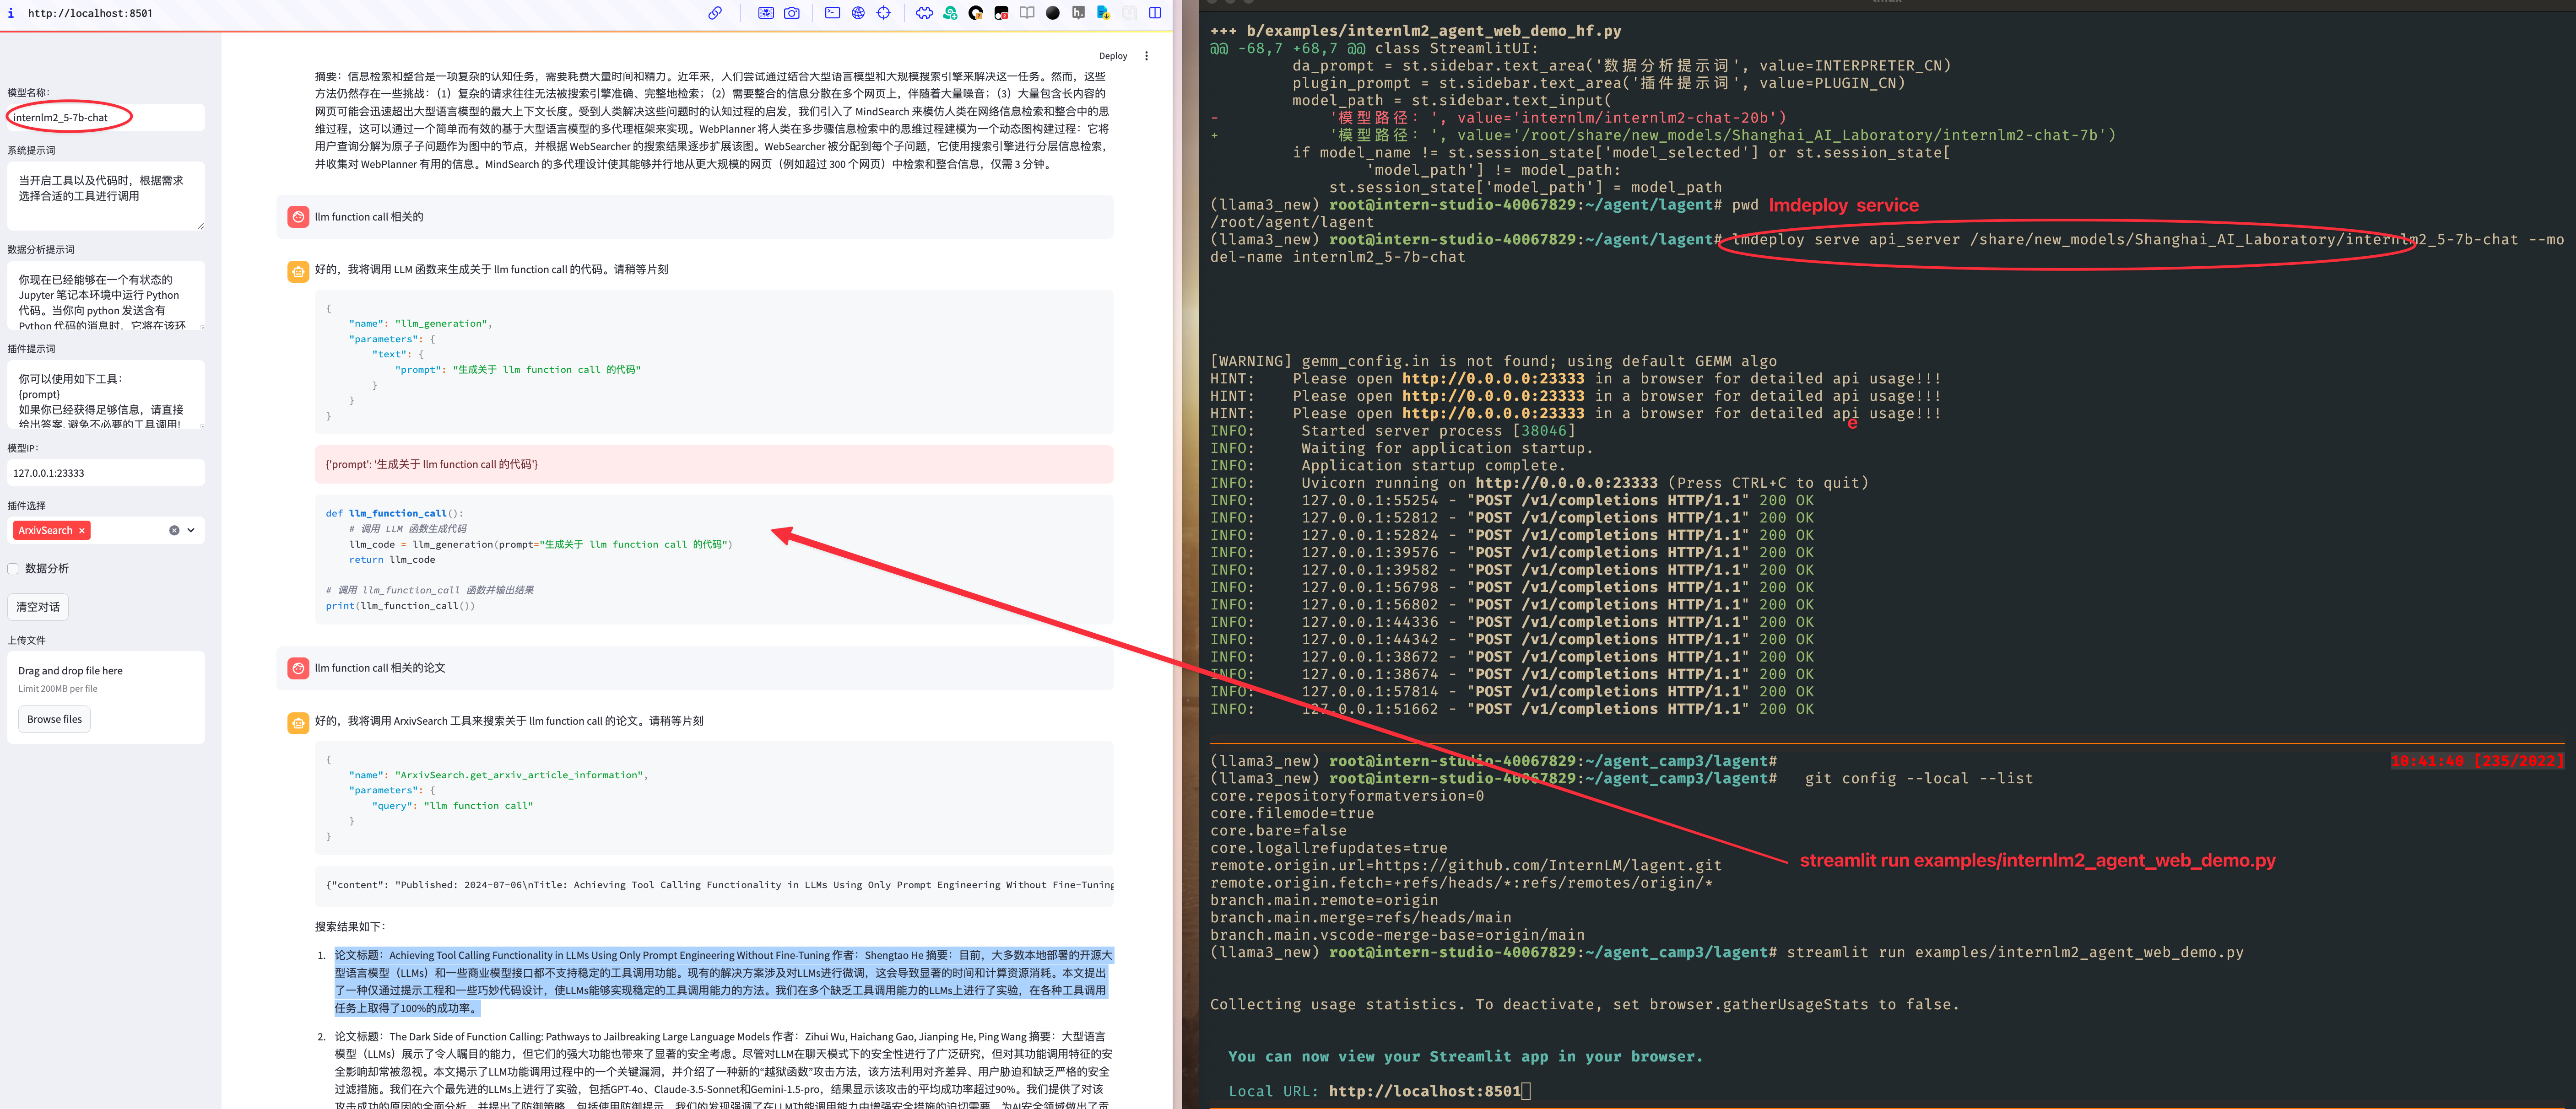 http://localhost:8501
Deploy
模型名称：
internlm2_5-7b-chat
系统提示词
当开启工具以及代码时，根据需求
选择合适的工具进行调用
数据分析提示词
你现在已经能够在一个有状态的
Jupyter 笔记本环境中运行 Python
代码。当你向 python 发送含有
Python 代码的消息时，它将在该环
插件提示词
你可以使用如下工具：
{prompt}
如果你已经获得足够信息，请直接
给出答案. 避免不必要的工具调用!
模型IP：
127.0.0.1:23333
插件选择
ArxivSearch
数据分析
清空对话
上传文件
Drag and drop file here
Limit 200MB per file
Browse files
摘要：信息检索和整合是一项复杂的认知任务，需要耗费大量时间和精力。近年来，人们尝试通过结合大型语言模型和大规模搜索引擎来解决这一任务。然而，这些
方法仍然存在一些挑战：（1）复杂的请求往往无法被搜索引擎准确、完整地检索；（2）需要整合的信息分散在多个网页上，伴随着大量噪音；（3）大量包含长内容的
网页可能会迅速超出大型语言模型的最大上下文长度。受到人类解决这些问题时的认知过程的启发，我们引入了 MindSearch 来模仿人类在网络信息检索和整合中的思
维过程，这可以通过一个简单而有效的基于大型语言模型的多代理框架来实现。WebPlanner 将人类在多步骤信息检索中的思维过程建模为一个动态图构建过程：它将
用户查询分解为原子子问题作为图中的节点，并根据 WebSearcher 的搜索结果逐步扩展该图。WebSearcher 被分配到每个子问题，它使用搜索引擎进行分层信息检索，
并收集对 WebPlanner 有用的信息。MindSearch 的多代理设计使其能够并行地从更大规模的网页（例如超过 300 个网页）中检索和整合信息，仅需 3 分钟。
llm function call 相关的
好的，我将调用 LLM 函数来生成关于 llm function call 的代码。请稍等片刻
{
"name": "llm_generation",
"parameters": {
"text": {
"prompt": "生成关于 llm function call 的代码"
}
}
}
{'prompt': '生成关于 llm function call 的代码'}
def llm_function_call():
# 调用 LLM 函数生成代码
llm_code = llm_generation(prompt="生成关于 llm function call 的代码")
return llm_code
# 调用 llm_function_call 函数并输出结果
print(llm_function_call())
llm function call 相关的论文
好的，我将调用 ArxivSearch 工具来搜索关于 llm function call 的论文。请稍等片刻
{
"name": "ArxivSearch.get_arxiv_article_information",
"parameters": {
"query": "llm function call"
}
}
{"content": "Published: 2024-07-06\nTitle: Achieving Tool Calling Functionality in LLMs Using Only Prompt Engineering Without Fine-Tuning
搜索结果如下：
1. 论文标题：Achieving Tool Calling Functionality in LLMs Using Only Prompt Engineering Without Fine-Tuning 作者：Shengtao He 摘要：目前，大多数本地部署的开源大
型语言模型（LLMs）和一些商业模型接口都不支持稳定的工具调用功能。现有的解决方案涉及对LLMs进行微调，这会导致显著的时间和计算资源消耗。本文提出
了一种仅通过提示工程和一些巧妙代码设计，使LLMs能够实现稳定的工具调用能力的方法。我们在多个缺乏工具调用能力的LLMs上进行了实验，在各种工具调用
任务上取得了100%的成功率。
2. 论文标题：The Dark Side of Function Calling: Pathways to Jailbreaking Large Language Models 作者：Zihui Wu, Haichang Gao, Jianping He, Ping Wang 摘要：大型语言
模型（LLMs）展示了令人瞩目的能力，但它们的强大功能也带来了显著的安全考虑。尽管对LLM在聊天模式下的安全性进行了广泛研究，但对其功能调用特征的安
全影响却常被忽视。本文揭示了LLM功能调用过程中的一个关键漏洞，并介绍了一种新的“越狱函数”攻击方法，该方法利用对齐差异、用户胁迫和缺乏严格的安全
过滤措施。我们在六个最先进的LLMs上进行了实验，包括GPT-4o、Claude-3.5-Sonnet和Gemini-1.5-pro，结果显示该攻击的平均成功率超过90%。我们提供了对该
攻击成功的原因的全面分析，并提出了防御策略，包括使用防御提示。我们的发现强调了在LLM功能调用能力中增强安全措施的迫切需要，为AI安全领域做出了贡
+++ b/examples/internlm2_agent_web_demo_hf.py
@@ -68,7 +68,7 @@ class StreamlitUI:
da_prompt = st.sidebar.text_area('数据分析提示词', value=INTERPRETER_CN)
plugin_prompt = st.sidebar.text_area('插件提示词', value=PLUGIN_CN)
model_path = st.sidebar.text_input(
- '模型路径：', value='internlm/internlm2-chat-20b')
+ '模型路径：', value='/root/share/new_models/Shanghai_AI_Laboratory/internlm2-chat-7b')
if model_name != st.session_state['model_selected'] or st.session_state[
'model_path'] != model_path:
st.session_state['model_path'] = model_path
(llama3_new) root@intern-studio-40067829:~/agent/lagent# pwd lmdeploy service
/root/agent/lagent
(llama3_new) root@intern-studio-40067829:~/agent/lagent# lmdeploy serve api_server /share/new_models/Shanghai_AI_Laboratory/internlm2_5-7b-chat --mo
del-name internlm2_5-7b-chat
[WARNING] gemm_config.in is not found; using default GEMM algo
HINT: Please open http://0.0.0.0:23333 in a browser for detailed api usage!!!
HINT: Please open http://0.0.0.0:23333 in a browser for detailed api usage!!!
HINT: Please open http://0.0.0.0:23333 in a browser for detailed api usage!!!
e
INFO: Started server process [38046]
INFO: Waiting for application startup.
INFO: Application startup complete.
INFO: Uvicorn running on http://0.0.0.0:23333 (Press CTRL+C to quit)
INFO: 127.0.0.1:55254 - "POST /v1/completions HTTP/1.1" 200 OK
INFO: 127.0.0.1:52812 - "POST /v1/completions HTTP/1.1" 200 OK
INFO: 127.0.0.1:52824 - "POST /v1/completions HTTP/1.1" 200 OK
INFO: 127.0.0.1:39576 - "POST /v1/completions HTTP/1.1" 200 OK
INFO: 127.0.0.1:39582 - "POST /v1/completions HTTP/1.1" 200 OK
INFO: 127.0.0.1:56798 - "POST /v1/completions HTTP/1.1" 200 OK
INFO: 127.0.0.1:56802 - "POST /v1/completions HTTP/1.1" 200 OK
INFO: 127.0.0.1:44336 - "POST /v1/completions HTTP/1.1" 200 OK
INFO: 127.0.0.1:44342 - "POST /v1/completions HTTP/1.1" 200 OK
INFO: 127.0.0.1:38672 - "POST /v1/completions HTTP/1.1" 200 OK
INFO: 127.0.0.1:38674 - "POST /v1/completions HTTP/1.1" 200 OK
INFO: 127.0.0.1:57814 - "POST /v1/completions HTTP/1.1" 200 OK
INFO: 127.0.0.1:51662 - "POST /v1/completions HTTP/1.1" 200 OK
(llama3_new) root@intern-studio-40067829:~/agent_camp3/lagent# 10:41:40 [235/2022]
(llama3_new) root@intern-studio-40067829:~/agent_camp3/lagent# git config --local --list
core.repositoryformatversion=0
core.filemode=true
core.bare=false
core.logallrefupdates=true
remote.origin.url=https://github.com/InternLM/lagent.git
streamlit run examples/internlm2_agent_web_demo.py
remote.origin.fetch=+refs/heads/*:refs/remotes/origin/*
branch.main.remote=origin
branch.main.merge=refs/heads/main
branch.main.vscode-merge-base=origin/main
(llama3_new) root@intern-studio-40067829:~/agent_camp3/lagent# streamlit run examples/internlm2_agent_web_demo.py
Collecting usage statistics. To deactivate, set browser.gatherUsageStats to false.
You can now view your Streamlit app in your browser.
Local URL: http://localhost:8501